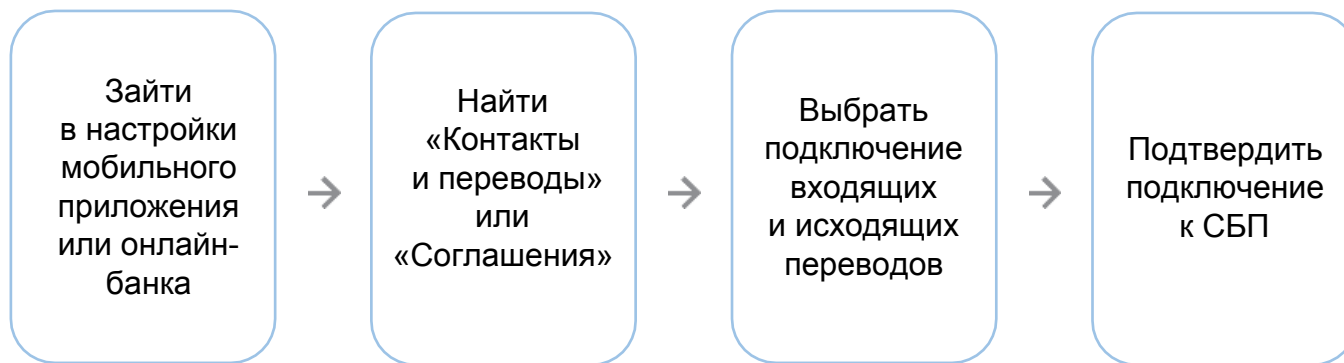 Зайти
в настройки
мобильного
приложения
или онлайн-
банка
Найти
«Контакты
и переводы»
или
«Соглашения»
Выбрать
подключение
входящих
и исходящих
переводов
Подтвердить
подключение
к СБП